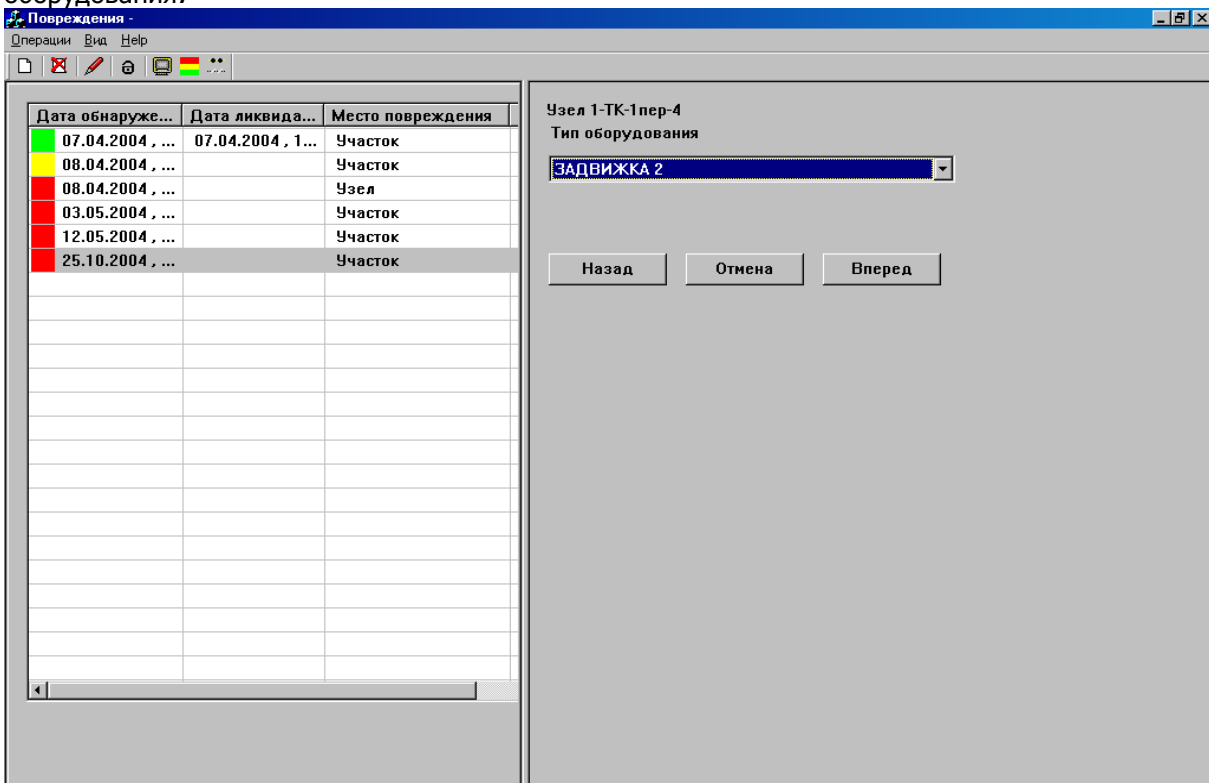 оборудования.
Повреждения -
Операции Вид Help
Дата обнаруже... Дата ликвида... Место повреждения
07.04.2004 , ... 07.04.2004 , 1... Участок
08.04.2004 , ... Участок
08.04.2004 , ... Узел
03.05.2004 , ... Участок
12.05.2004 , ... Участок
25.10.2004 , ... Участок
Узел 1-ТК-1пер-4
Тип оборудования
ЗАДВИЖКА 2
Назад Отмена Вперед